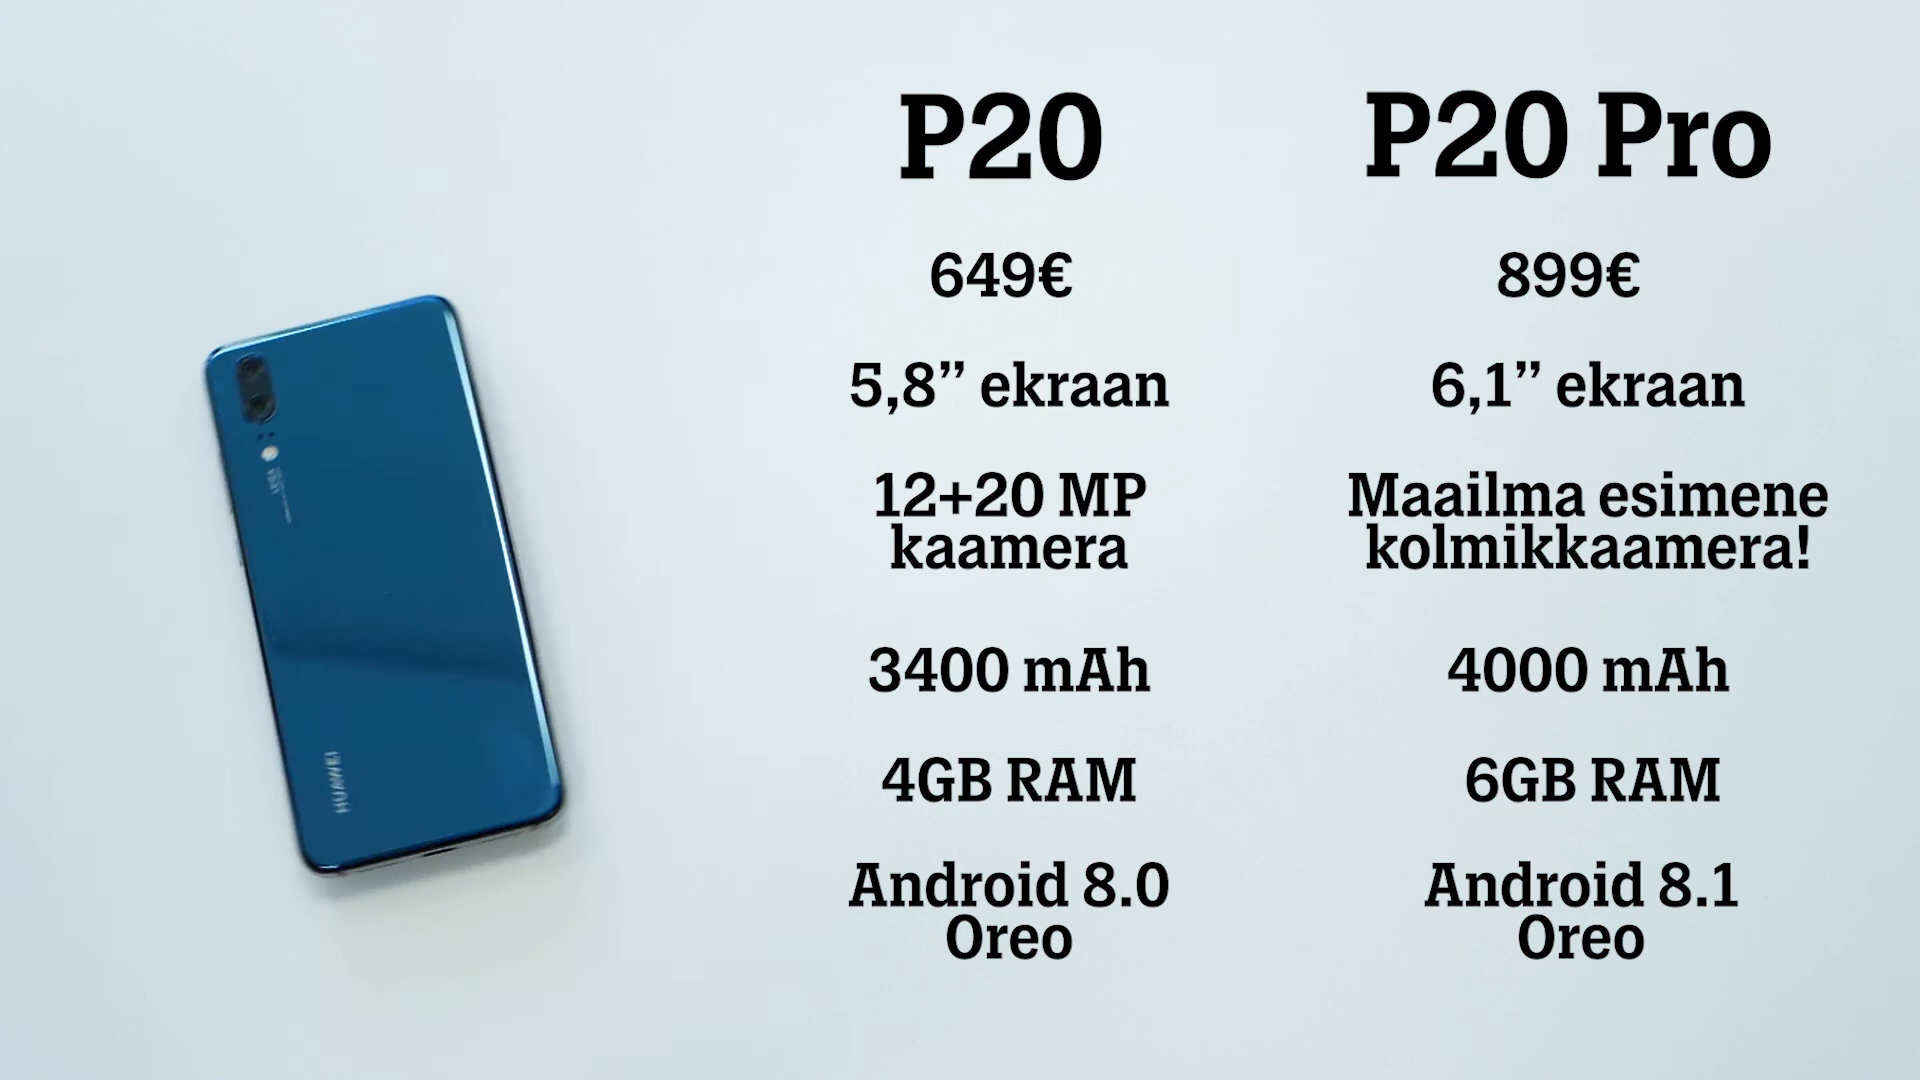 P20
649€
5,8” ekraan
12+20 MP
kaamera
3400 mAh
4GB RAM
Android 8.0
Oreo
P20 Pro
899€
6,1” ekraan
Maailma esimene
kolmikkaamera!
4000 mAh
6GB RAM
Android 8.1
Oreo
HUAWEI